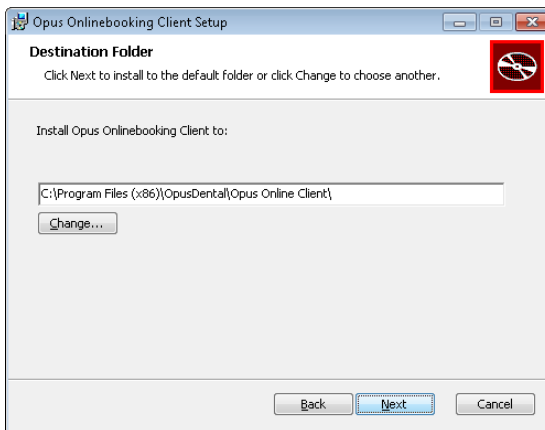 Opus Onlinebooking Client Setup
Destination Folder
Click Next to install to the default folder or click Change to choose another.
Install Opus Onlinebooking Client to:
C:\Program Files (x86)\OpusDental\Opus Online Client\
Change...
Back Next Cancel